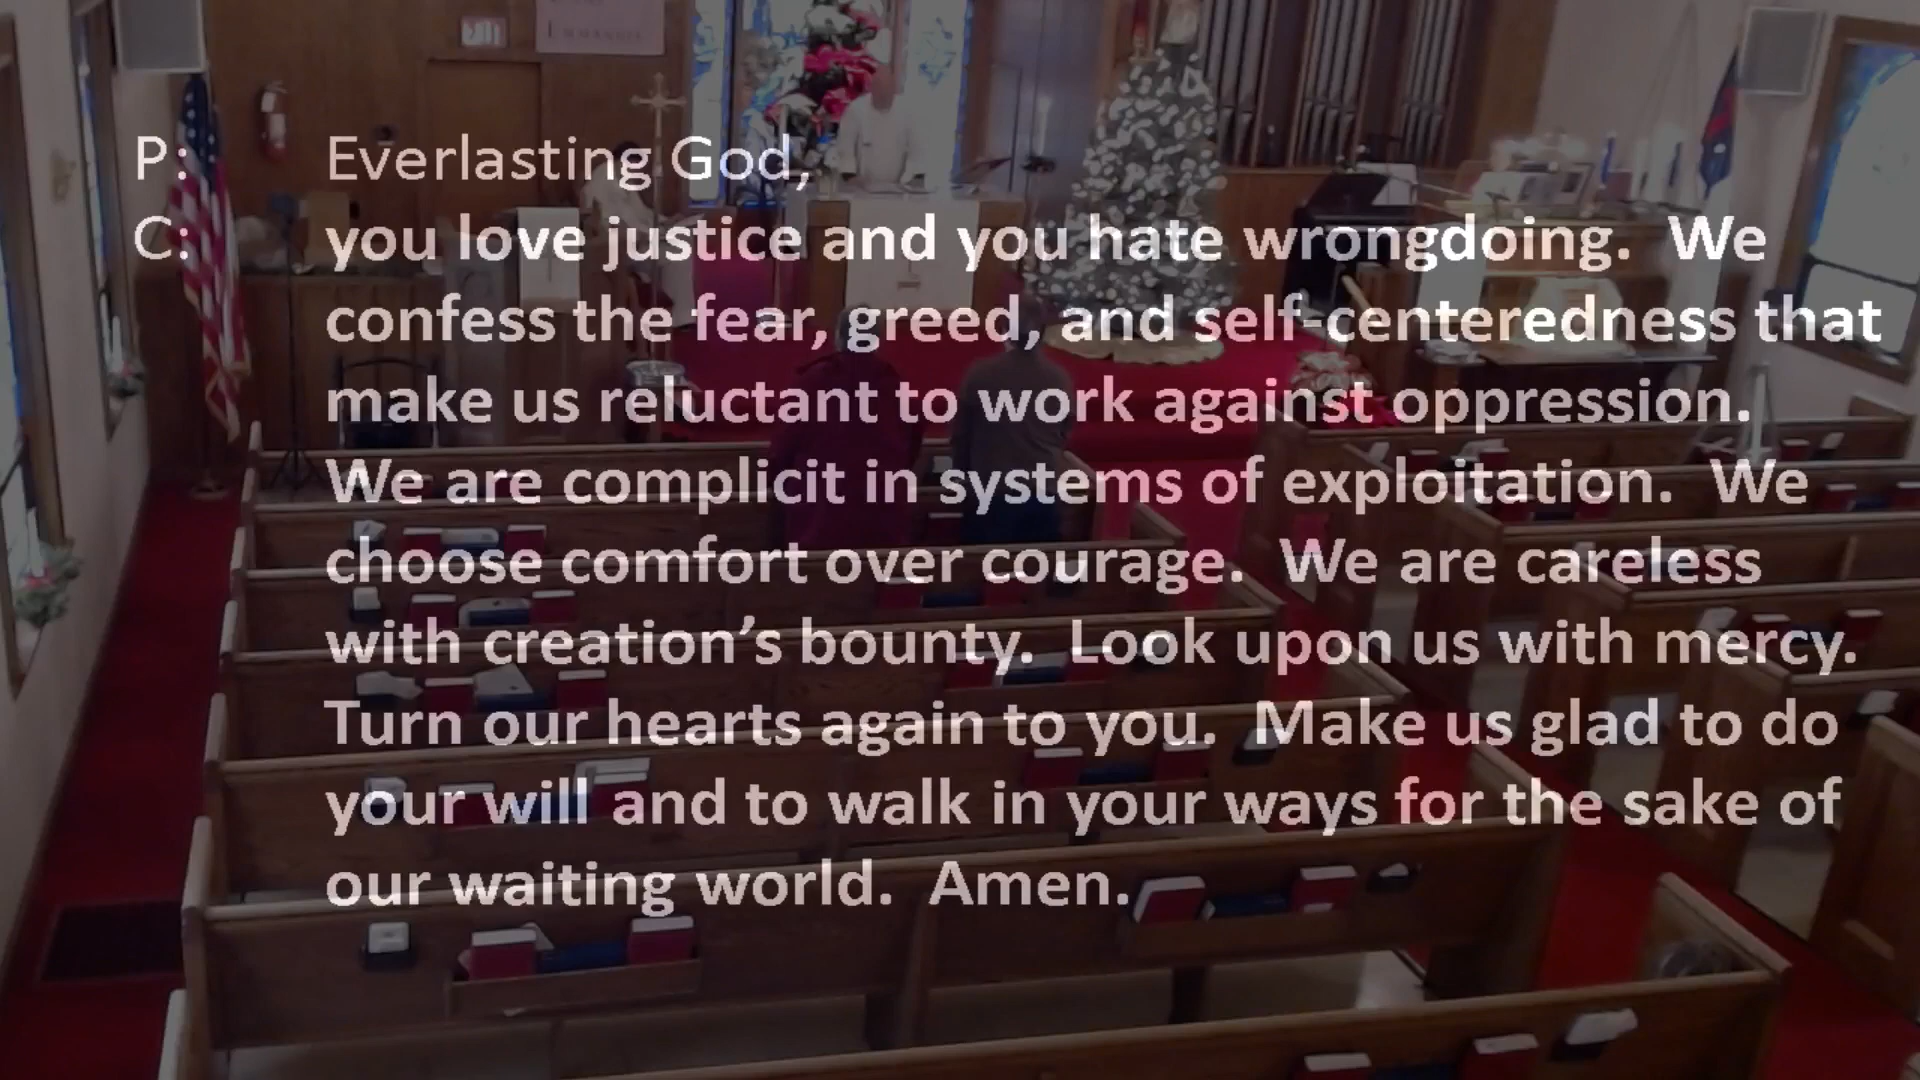 P: Everlasting God,
C: you love justice and you hate wrongdoing. We
confess the fear, greed, and self-centeredness that
make us reluctant to work against oppression.
We are complicit in systems of exploitation. We
choose comfort over courage. We are careless
with creation’s bounty. Look upon us with mercy.
Turn our hearts again to you. Make us glad to do
your will and to walk in your ways for the sake of
our waiting world. Amen.